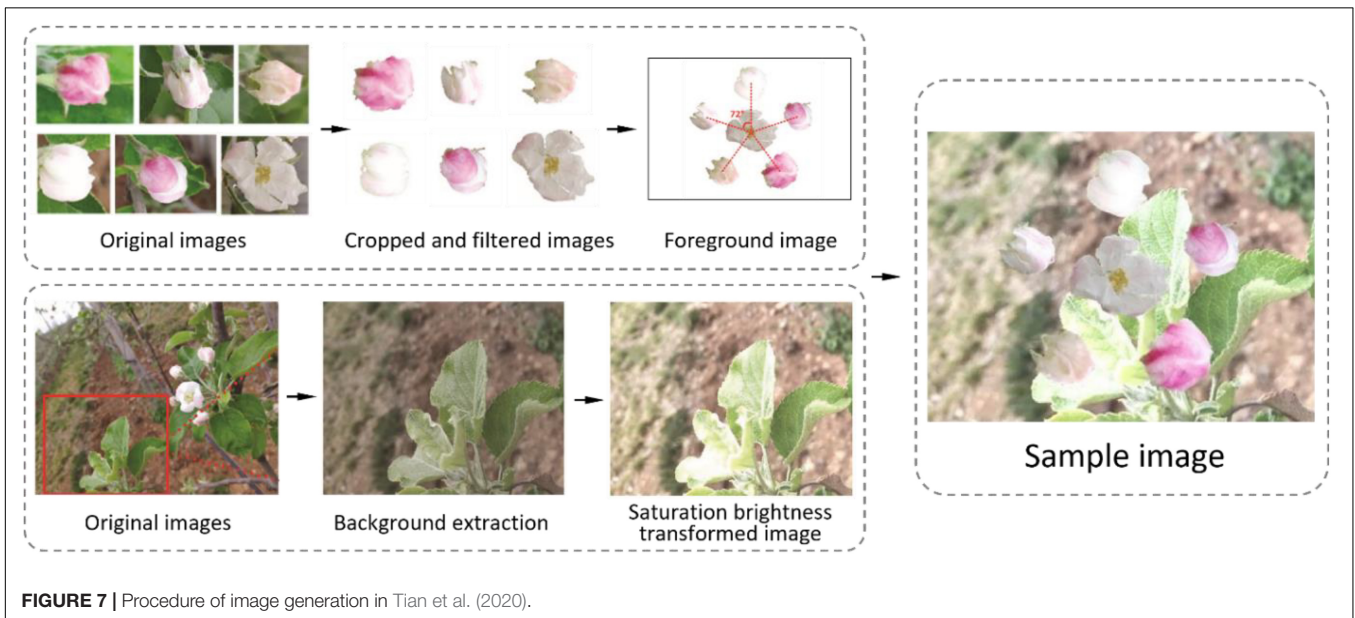 72°
Original images
Cropped and filtered images
Foreground image
Original images
Background extraction
Saturation brightness
transformed image
Sample image
FIGURE 7 | Procedure of image generation in Tian et al. (2020).